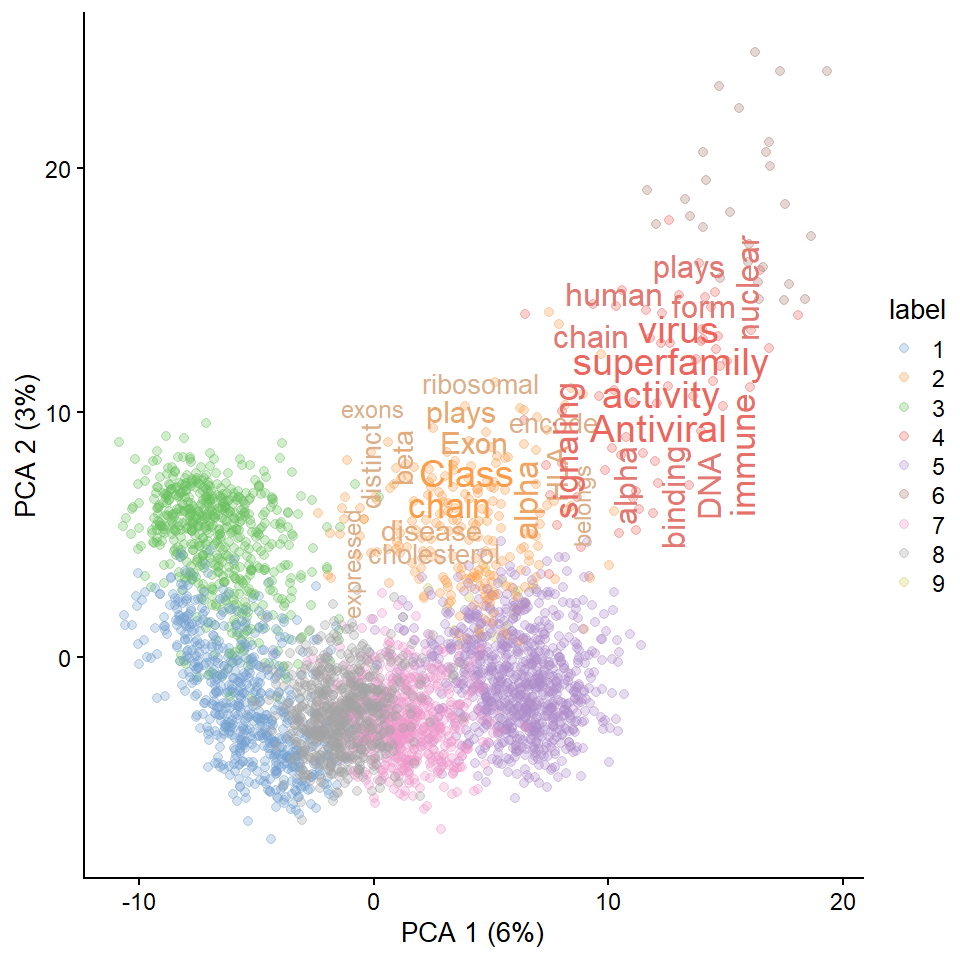 PCA 2 (3%)
20
10
0
plays
nuclear
human
form
virus
chain
superfamily
ribosomal
activity
exons
plays
encode
signaling
Antiviral
immune
distinct
beta
Exon
HLA
alpha
binding
DNA
Class
alpha
belongs
chain
disease
expressed
cholesterol
-10
0
10
20
PCA 1 (6%)
label
1
2
3
4
5
6
7
8
9